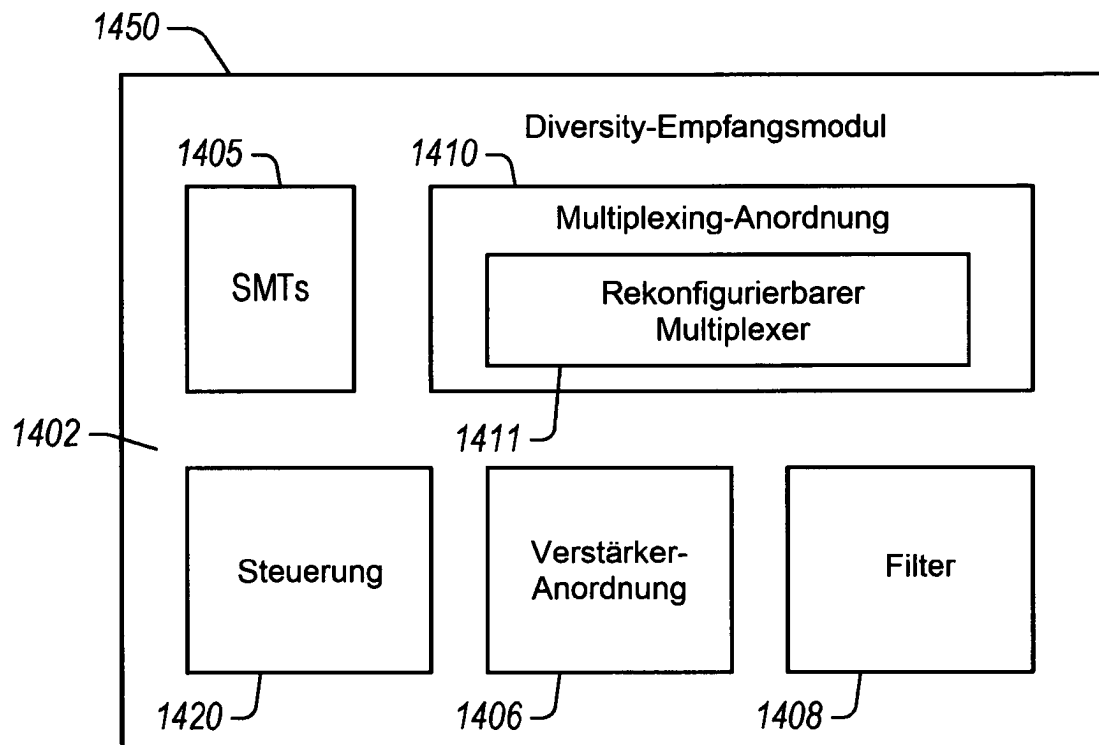 1450
Diversity-Empfangsmodul
1405
1410
Multiplexing-Anordnung
SMTs
Rekonfigurierbarer
Multiplexer
1402
1411
Steuerung
Verstärker-
Anordnung
Filter
1420
1406
1408